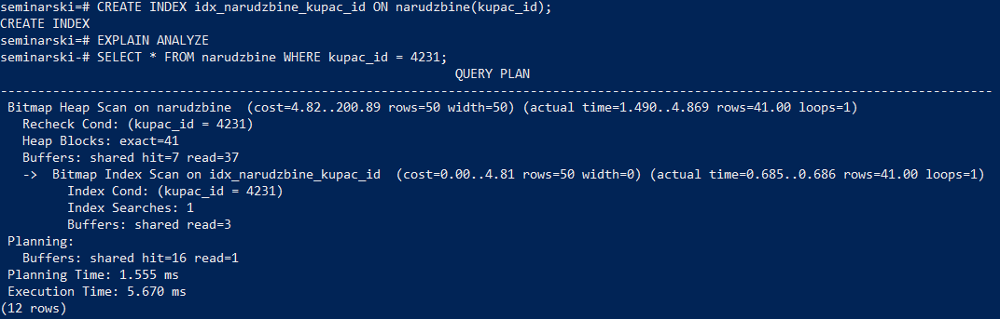 seminarski=# CREATE INDEX idx_narudzbine_kupac_id ON narudzbine(kupac_id);
CREATE INDEX
seminarski=# EXPLAIN ANALYZE
seminarski-# SELECT * FROM narudzbine WHERE kupac_id = 4231;
                                                            QUERY PLAN
-----------------------------------------------------------------------------------------------------------------------------------
 Bitmap Heap Scan on narudzbine  (cost=4.82..200.89 rows=50 width=50) (actual time=1.490..4.869 rows=41.00 loops=1)
   Recheck Cond: (kupac_id = 4231)
   Heap Blocks: exact=41
   Buffers: shared hit=7 read=37
   ->  Bitmap Index Scan on idx_narudzbine_kupac_id  (cost=0.00..4.81 rows=50 width=0) (actual time=0.685..0.686 rows=41.00 loops=1)
         Index Cond: (kupac_id = 4231)
         Index Searches: 1
         Buffers: shared read=3
 Planning:
   Buffers: shared hit=16 read=1
 Planning Time: 1.555 ms
 Execution Time: 5.670 ms
(12 rows)